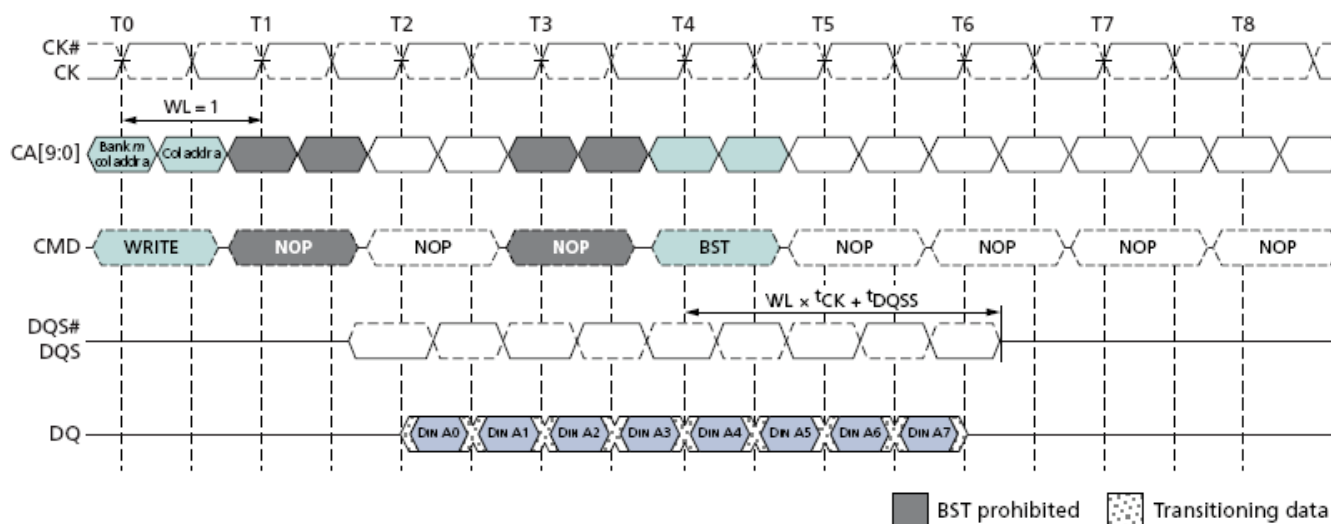 T0 T1 T2 T3 T4 T5 T6 T7 T8
CK#
CK
WL = 1
CA[9:0] Bank m col addr a Col addr a
CMD WRITE NOP NOP NOP BST NOP NOP NOP NOP
WL × tCK + tDQSS
DQS#
DQS
DQ DIN A0 DIN A1 DIN A2 DIN A3 DIN A4 DIN A5 DIN A6 DIN A7
BST prohibited Transitioning data